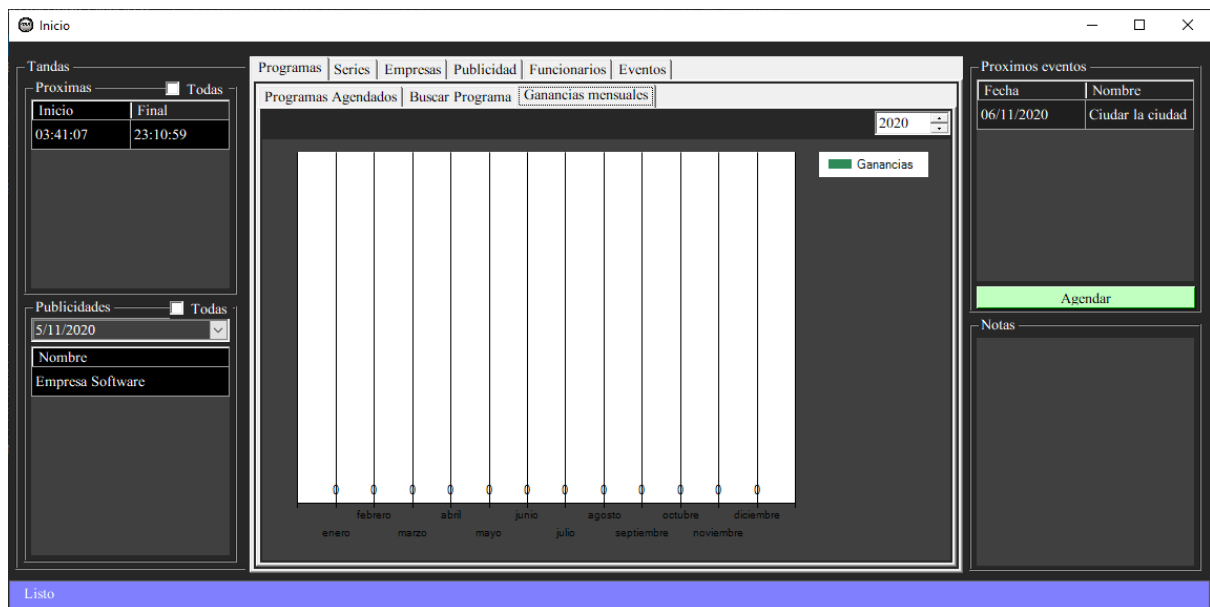 Inicio
Tandas
Proximas Todas
Inicio Final
03:41:07 23:10:59
Publicidades Todas
5/11/2020
Nombre
Empresa Software
Programas Series Empresas Publicidad Funcionarios Eventos
Programas Agendados Buscar Programa Ganancias mensuales
2020
Ganancias
0 0 0 0 0 0 0 0 0 0 0 0
febrero abril junio agosto octubre diciembre
enero marzo mayo julio septiembre noviembre
Proximos eventos
Fecha Nombre
06/11/2020 Ciudar la ciudad
Agendar
Notas
Listo